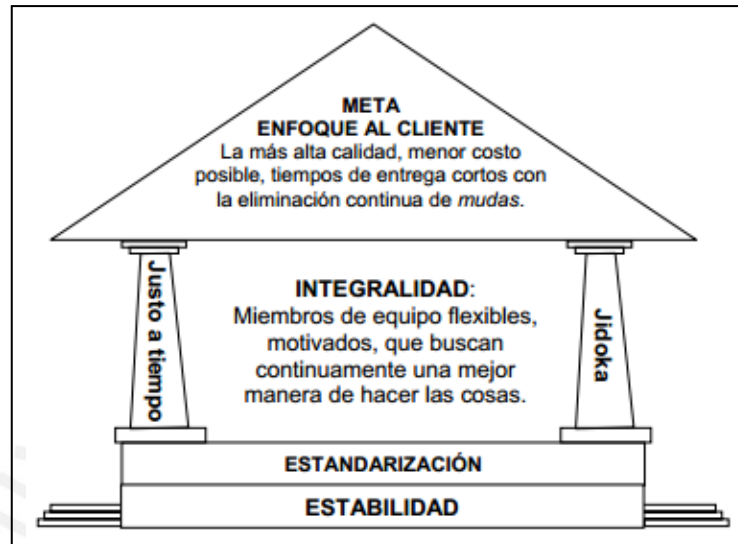 META
ENFOQUE AL CLIENTE
La más alta calidad, menor costo
posible, tiempos de entrega cortos con
la eliminación continua de mudas.
Justo a tiempo
INTEGRALIDAD:
Miembros de equipo flexibles,
motivados, que buscan
continuamente una mejor
manera de hacer las cosas.
Jidoka
ESTANDARIZACIÓN
ESTABILIDAD